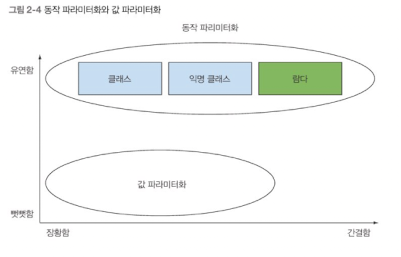 그림 2-4 동작 파라미터화와 값 파라미터화
동작 파라미터화
유연함
클래스
익명 클래스
람다
값 파라미터화
뻣뻣함
장황함
간결함